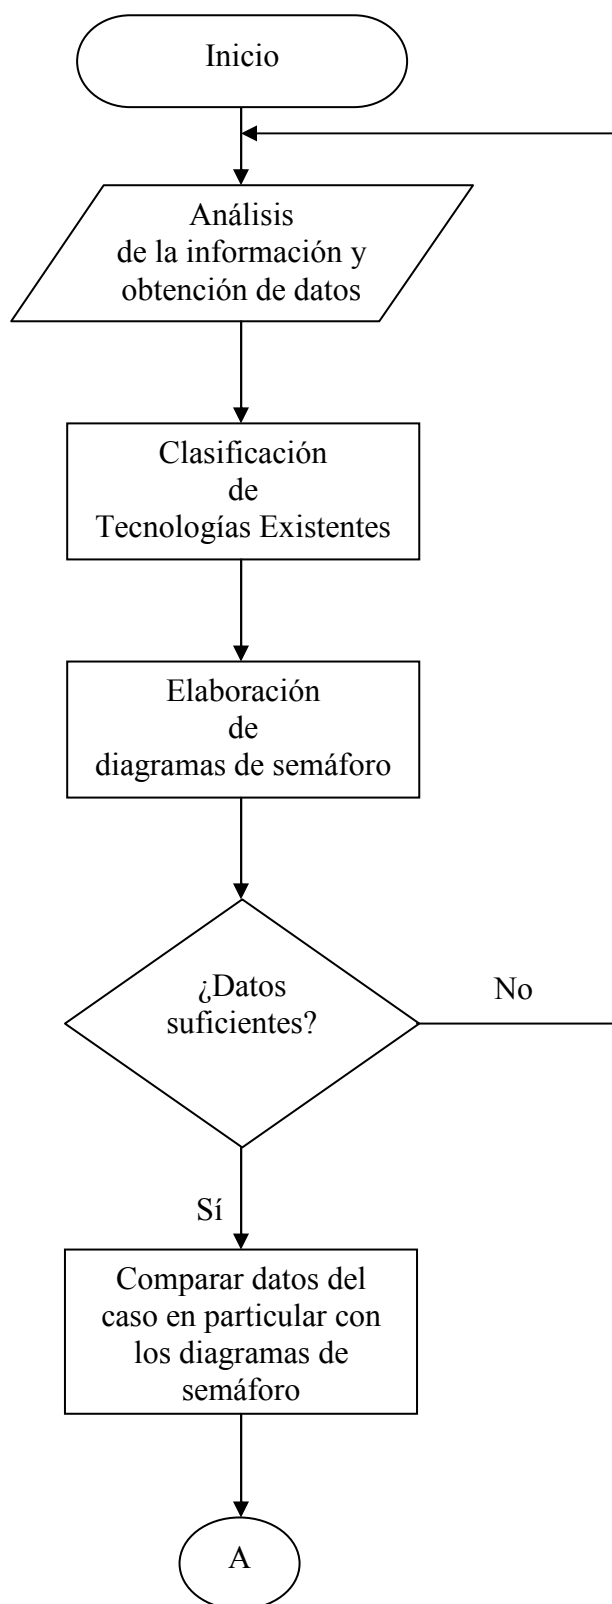 Inicio
Análisis
de la información y
obtención de datos
Clasificación
de
Tecnologías Existentes
Elaboración
de
diagramas de semáforo
¿Datos
suficientes?
No
Sí
Comparar datos del
caso en particular con
los diagramas de
semáforo
A